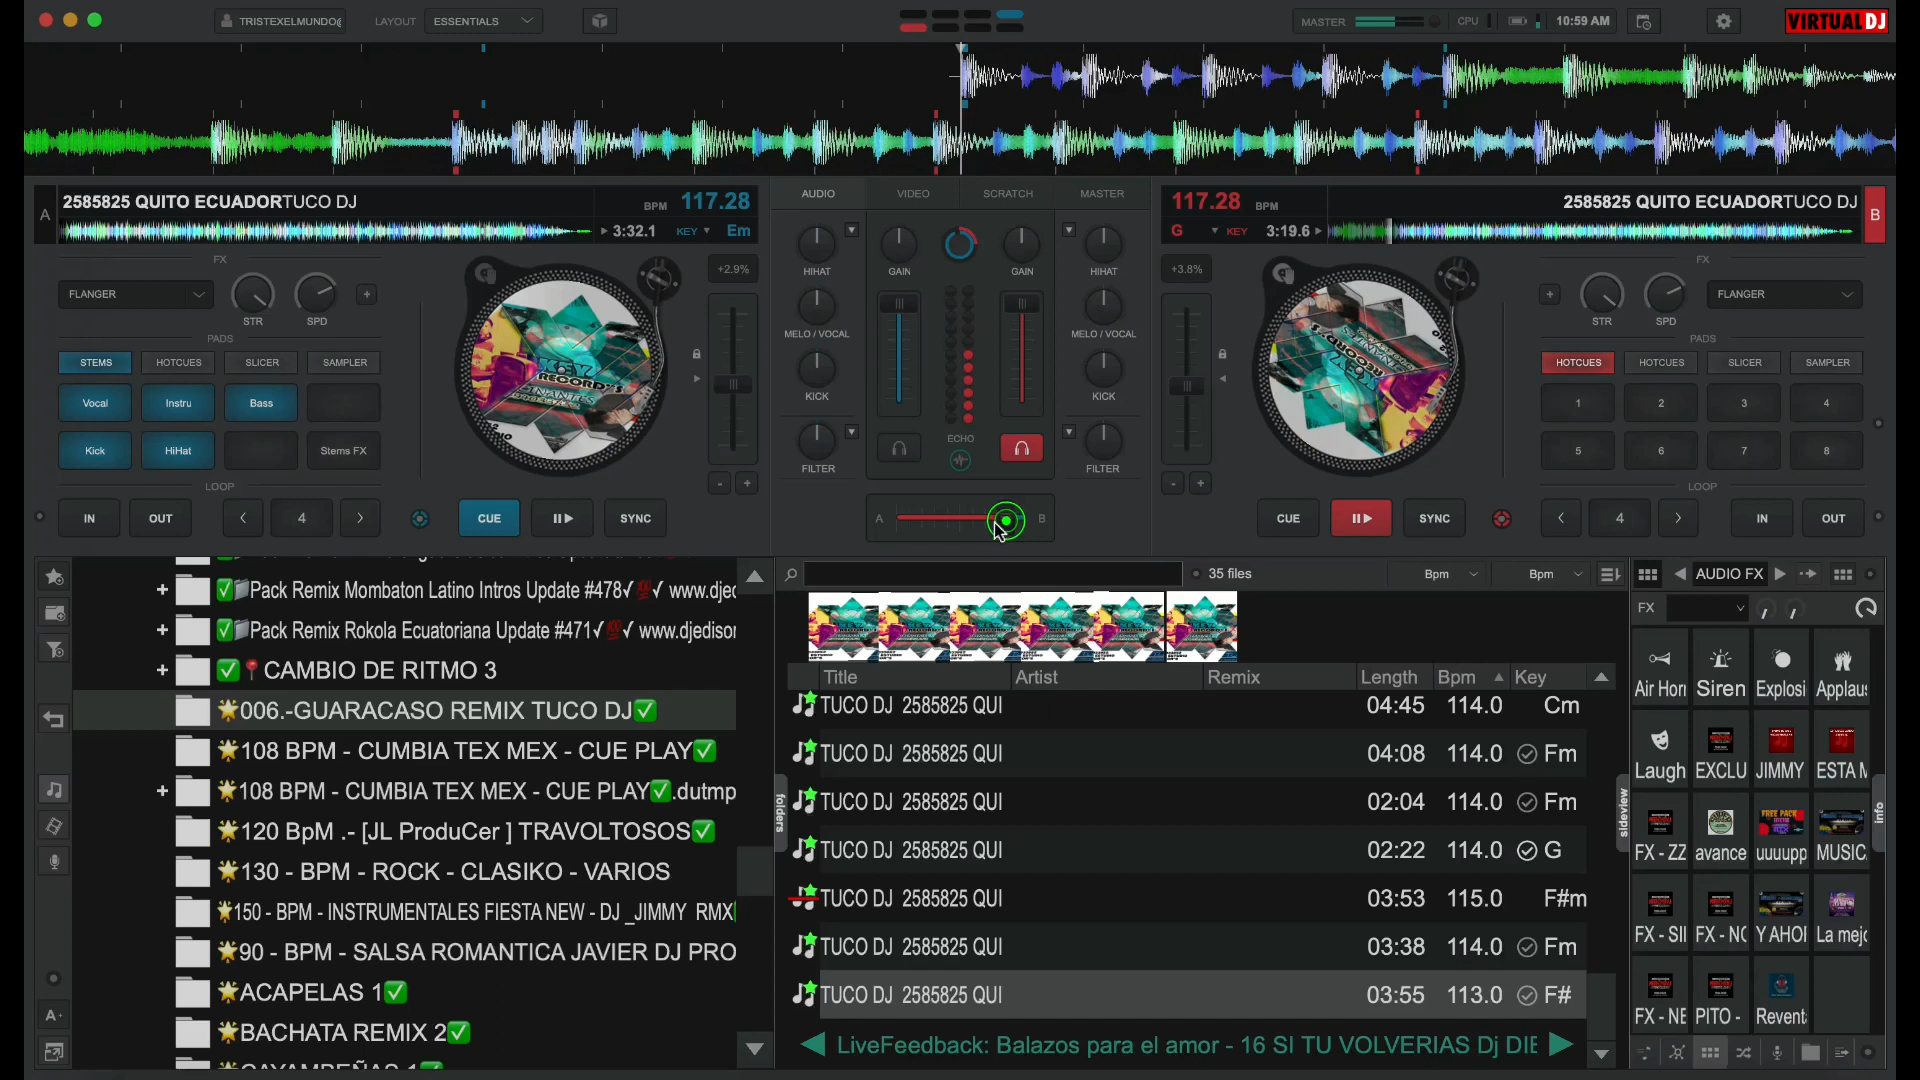 TRISTEXELMUNDO@
LAYOUT
ESSENTIALS
MASTER
CPU
10:59 AM
VIRTUALDJ
A
2585825 QUITO ECUADORTUCO DJ
BPM
117.28
3:32.1
KEY
Em
AUDIO
VIDEO
SCRATCH
MASTER
117.28
BPM
2585825 QUITO ECUADORTUCO DJ
B
G
KEY
3:19.6
FX
FLANGER
STR
SPD
PADS
STEMS
HOTCUES
SLICER
SAMPLER
Vocal
Instru
Bass
Kick
HiHat
Stems FX
LOOP
IN
OUT
4
CUE
SYNC
+2.9%
HIHAT
GAIN
GAIN
HIHAT
MELO / VOCAL
MELO / VOCAL
KICK
KICK
ECHO
FILTER
FILTER
A
B
+3.8%
FX
STR
SPD
FLANGER
PADS
HOTCUES
HOTCUES
SLICER
SAMPLER
1
2
3
4
5
6
7
8
LOOP
CUE
SYNC
4
IN
OUT
✅Pack Remix Mombaton Latino Intros Update #478✓💯✓ www.djec
✅Pack Remix Rokola Ecuatoriana Update #471✓💯✓ www.djedisor
✅📍CAMBIO DE RITMO 3
🌟006.-GUARACASO REMIX TUCO DJ✅
🌟108 BPM - CUMBIA TEX MEX - CUE PLAY✅
🌟108 BPM - CUMBIA TEX MEX - CUE PLAY✅.dutmp
🌟120 BpM .- [JL ProduCer ] TRAVOLTOSOS✅
🌟130 - BPM - ROCK - CLASIKO - VARIOS
🌟150 - BPM - INSTRUMENTALES FIESTA NEW - DJ _JIMMY RMX
🌟90 - BPM - SALSA ROMANTICA JAVIER DJ PRO
🌟ACAPELAS 1✅
🌟BACHATA REMIX 2✅
folders
35 files
Bpm
Bpm
Title Artist Remix Length Bpm Key
TUCO DJ 2585825 QUI 04:45 114.0 Cm
TUCO DJ 2585825 QUI 04:08 114.0 Fm
TUCO DJ 2585825 QUI 02:04 114.0 Fm
TUCO DJ 2585825 QUI 02:22 114.0 G
TUCO DJ 2585825 QUI 03:53 115.0 F#m
TUCO DJ 2585825 QUI 03:38 114.0 Fm
TUCO DJ 2585825 QUI 03:55 113.0 F#
LiveFeedback: Balazos para el amor - 16 SI TU VOLVERIAS Dj DIE
sideview
AUDIO FX
FX
Air Horn
Siren
Explosi
Applaus
Laugh
EXCLU
JIMMY
ESTA M
FX - ZZ
avance
uuuupp
MUSIC
FX - SII
FX - NC
Y AHOI
La mejo
FX - NE
PITO -
Revent
info